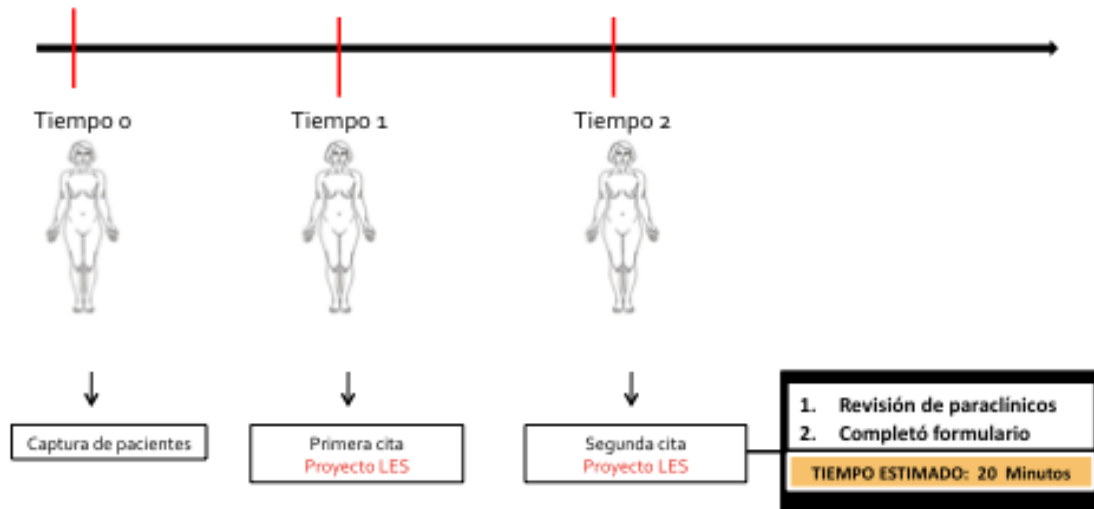 Tiempo 0
Tiempo 1
Tiempo 2
Captura de pacientes
Primera cita
Proyecto LES
Segunda cita
Proyecto LES
1. Revisión de paraclínicos
2. Completó formulario
TIEMPO ESTIMADO: 20 Minutos